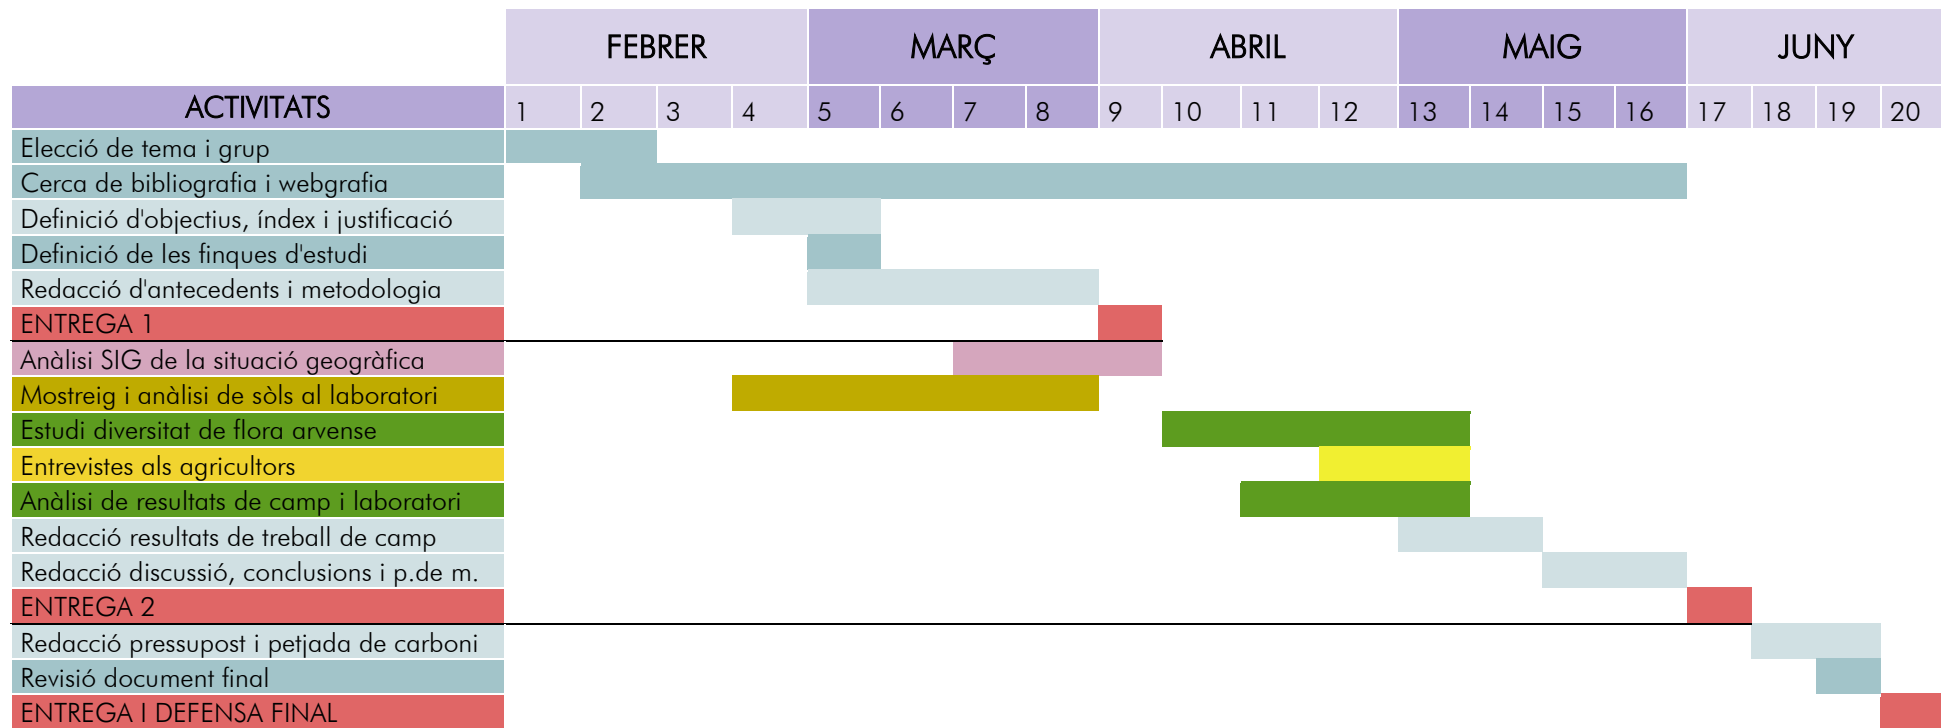 FEBRER MARÇ ABRIL MAIG JUNY
ACTIVITATS 1 2 3 4 5 6 7 8 9 10 11 12 13 14 15 16 17 18 19 20
Elecció de tema i grup
Cerca de bibliografia i webgrafia
Definició d'objectius, índex i justificació
Definició de les finques d'estudi
Redacció d'antecedents i metodologia
ENTREGA 1
Anàlisi SIG de la situació geogràfica
Mostreig i anàlisi de sòls al laboratori
Estudi diversitat de flora arvense
Entrevistes als agricultors
Anàlisi de resultats de camp i laboratori
Redacció resultats de treball de camp
Redacció discussió, conclusions i p.de m.
ENTREGA 2
Redacció pressupost i petjada de carboni
Revisió document final
ENTREGA I DEFENSA FINAL